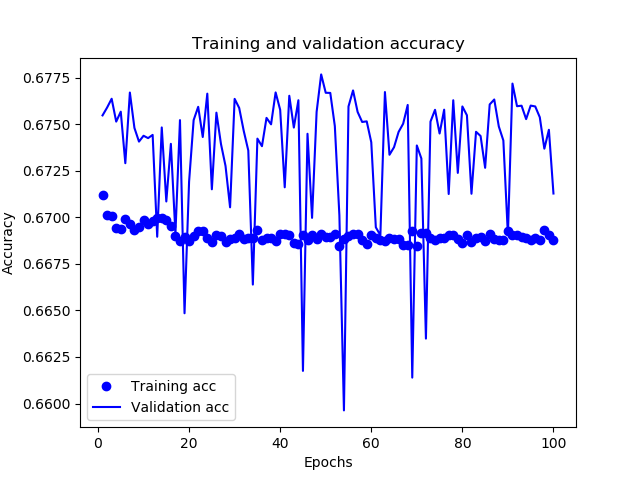 Training and validation accuracy
0.6775
0.6750
0.6725
0.6700
0.6675
0.6650
0.6625
0.6600
Accuracy
Training acc
Validation acc
0 20 40 60 80 100
Epochs